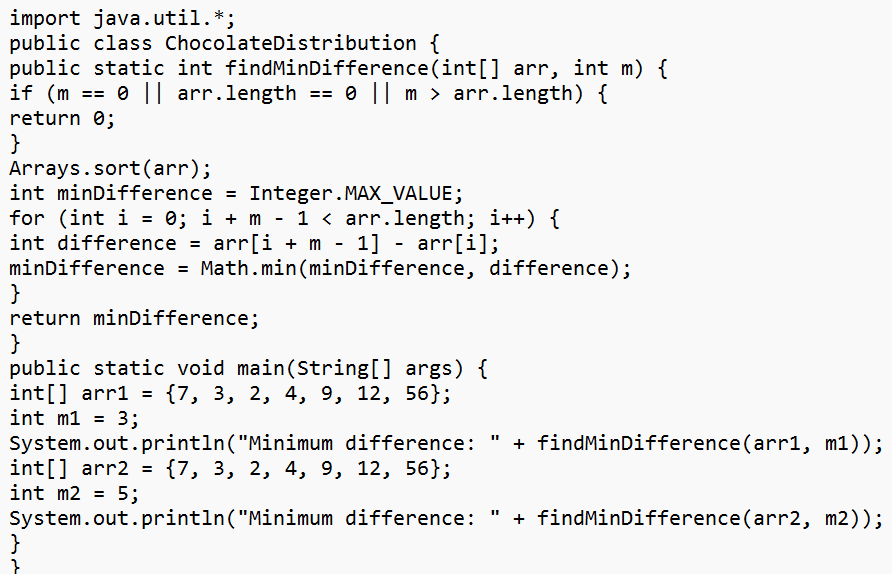 import java.util.*;
public class ChocolateDistribution {
public static int findMinDifference(int[] arr, int m) {
if (m == 0 || arr.length == 0 || m > arr.length) {
return 0;
}
Arrays.sort(arr);
int minDifference = Integer.MAX_VALUE;
for (int i = 0; i + m - 1 < arr.length; i++) {
int difference = arr[i + m - 1] - arr[i];
minDifference = Math.min(minDifference, difference);
}
return minDifference;
}
public static void main(String[] args) {
int[] arr1 = {7, 3, 2, 4, 9, 12, 56};
int m1 = 3;
System.out.println("Minimum difference: " + findMinDifference(arr1, m1));
int[] arr2 = {7, 3, 2, 4, 9, 12, 56};
int m2 = 5;
System.out.println("Minimum difference: " + findMinDifference(arr2, m2));
}
}